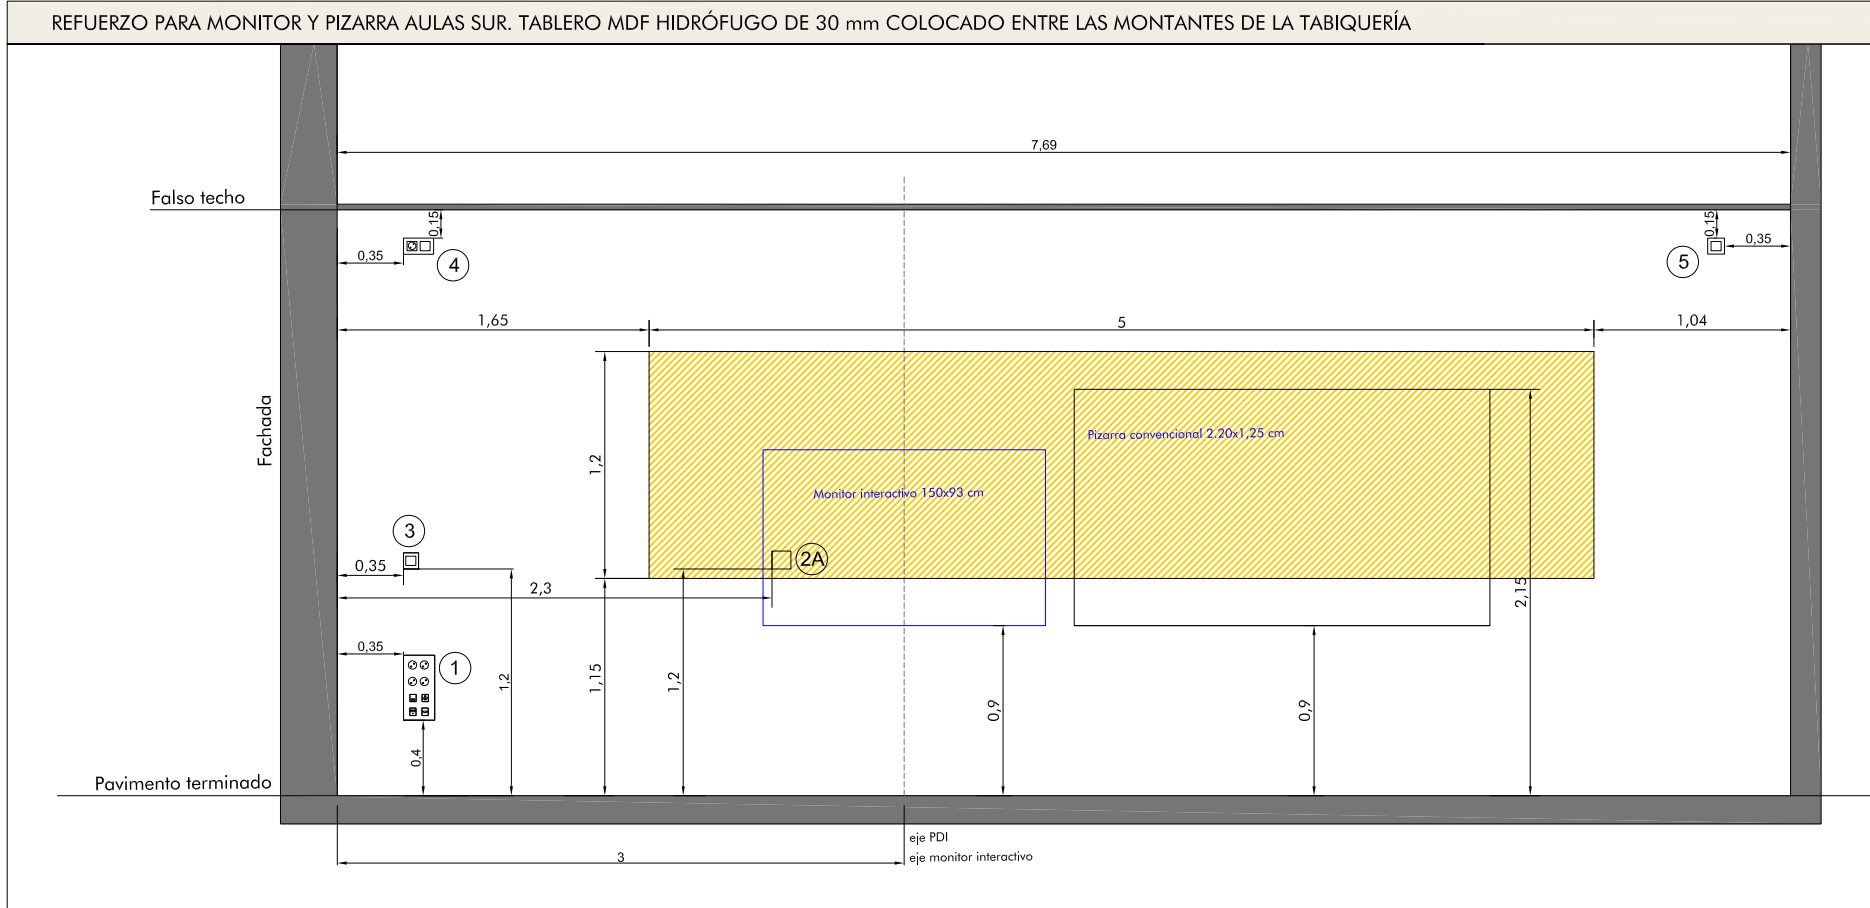 REFUERZO PARA MONITOR Y PIZARRA AULAS SUR. TABLERO MDF HIDRÓFUGO DE 30 mm COLOCADO ENTRE LAS MONTANTES DE LA TABIQUERÍA
7,69
Falso techo
0,15
0,15
0,35
4
5
0,35
1,65
5
1,04
Fachada
1,2
Pizarra convencional 2.20x1,25 cm
Monitor interactivo 150x93 cm
3
2A
0,35
2,3
2,15
0,35
1
1,2
1,15
1,2
0,9
0,9
0,4
Pavimento terminado
eje PDI
3
eje monitor interactivo